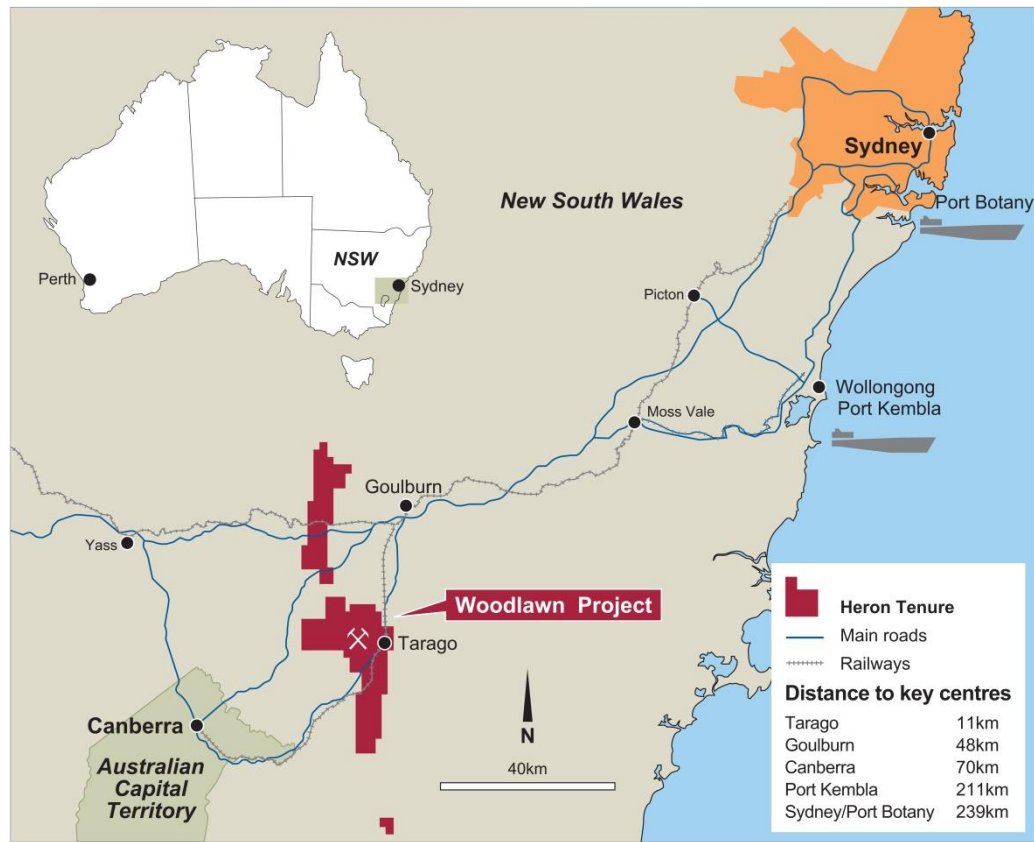 Sydney
Port Botany
New South Wales
NSW
Perth
Sydney
Picton
Wollongong
Port Kembla
Moss Vale
Goulburn
Yass
Woodlawn Project
Tarago
Canberra
Australian
Capital
Territory
N
40km
Heron Tenure
Main roads
Railways
Distance to key centres
Tarago 11km
Goulburn 48km
Canberra 70km
Port Kembla 211km
Sydney/Port Botany 239km